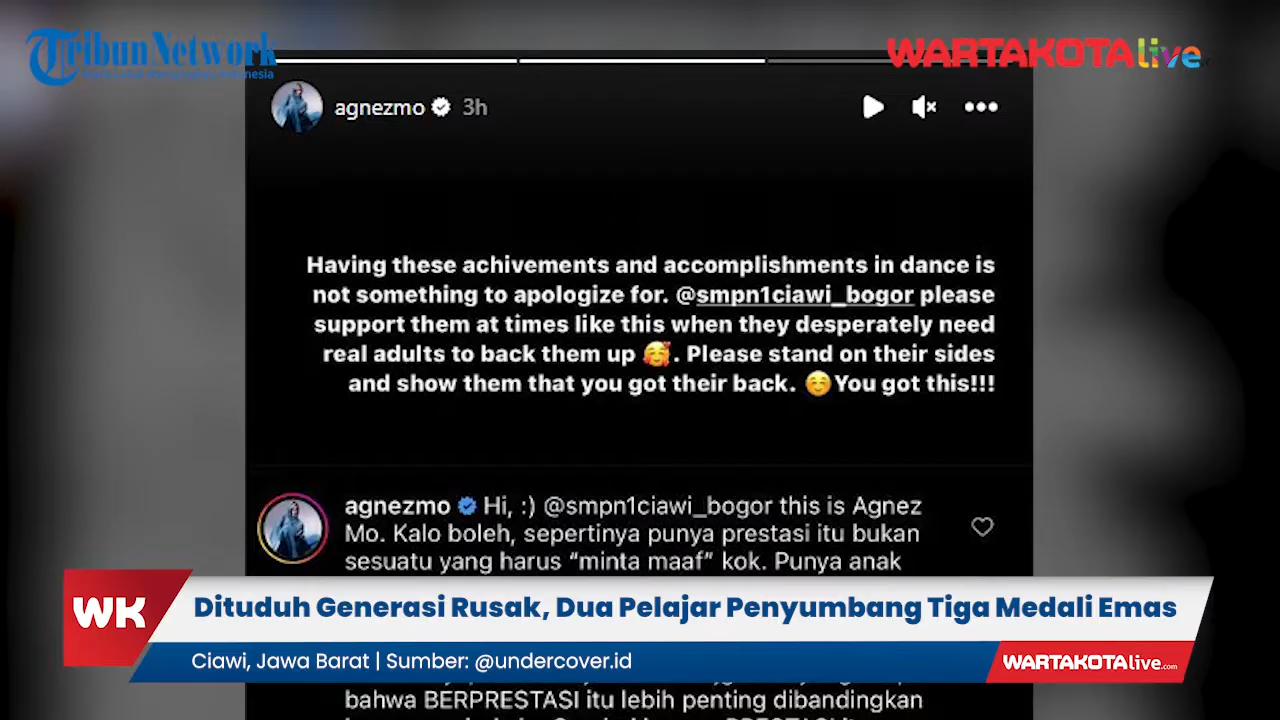 Tribun Network
WARTAKOTAlive
agnezmo 3h
Having these achivements and accomplishments in dance is
not something to apologize for. @smpn1ciawi_bogor please
support them at times like this when they desperately need
real adults to back them up 🥰. Please stand on their sides
and show them that you got their back. ☺️You got this!!!
agnezmo Hi, :) @smpn1ciawi_bogor this is Agnez
Mo. Kalo boleh, sepertinya punya prestasi itu bukan
sesuatu yang harus “minta maaf” kok. Punya anak
WK
Dituduh Generasi Rusak, Dua Pelajar Penyumbang Tiga Medali Emas
Ciawi, Jawa Barat | Sumber: @undercover.id
WARTAKOTAlive.com
bahwa BERPRESTASI itu lebih penting dibandingkan